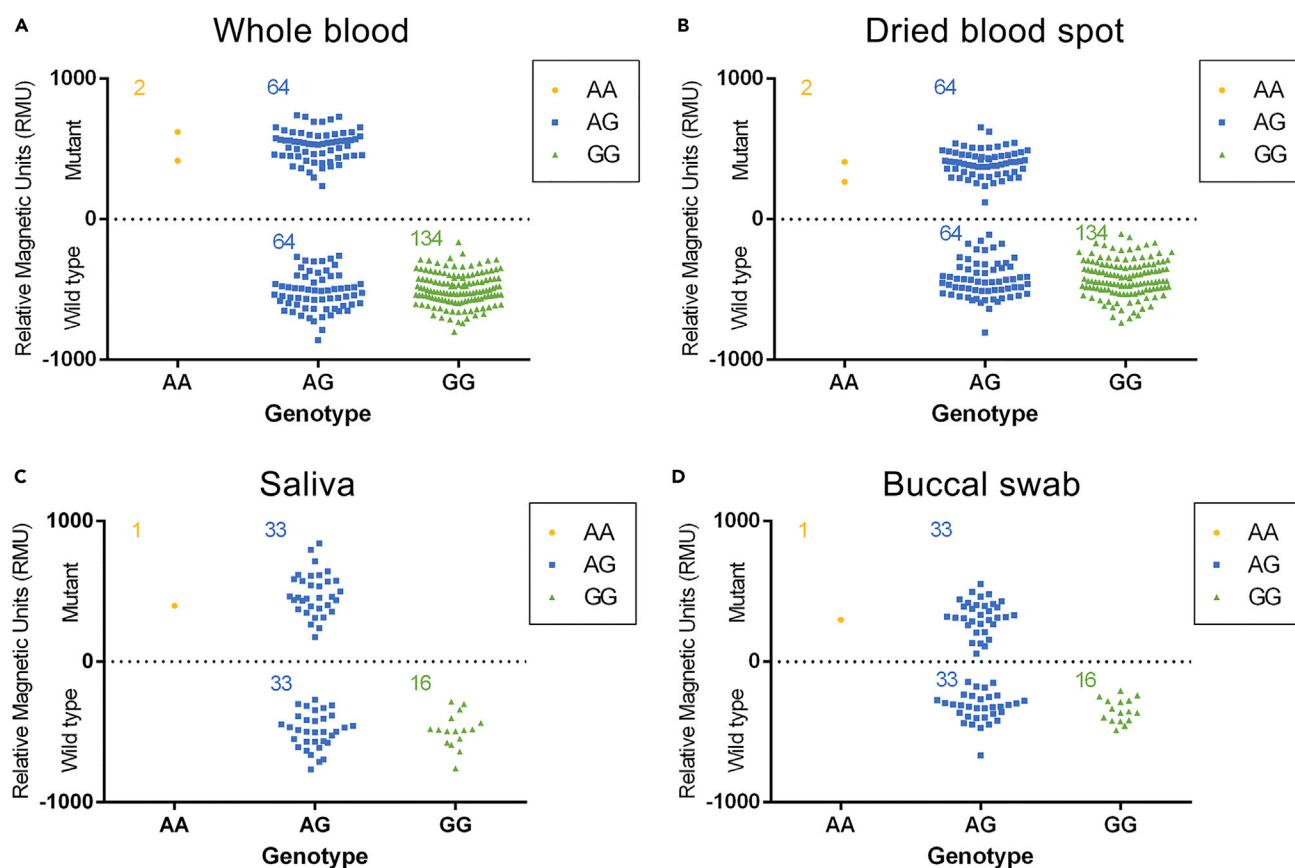 A
Whole blood
Relative Magnetic Units (RMU)
Wild type
Mutant
1000
0
-1000
2
64
64
134
AA
AG
GG
AA
AG
GG
Genotype
B
Dried blood spot
Relative Magnetic Units (RMU)
Wild type
Mutant
1000
0
-1000
2
64
64
134
AA
AG
GG
AA
AG
GG
Genotype
C
Saliva
Relative Magnetic Units (RMU)
Wild type
Mutant
1000
0
-1000
1
33
33
16
AA
AG
GG
AA
AG
GG
Genotype
D
Buccal swab
Relative Magnetic Units (RMU)
Wild type
Mutant
1000
0
-1000
1
33
33
16
AA
AG
GG
AA
AG
GG
Genotype